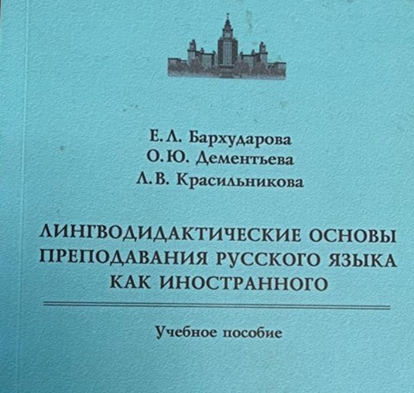 Е. Л. Бархударова
О. Ю. Дементьева
Л. В. Красильникова
ЛИНГВОДИДАКТИЧЕСКИЕ ОСНОВЫ
ПРЕПОДАВАНИЯ РУССКОГО ЯЗЫКА
КАК ИНОСТРАННОГО
Учебное пособие